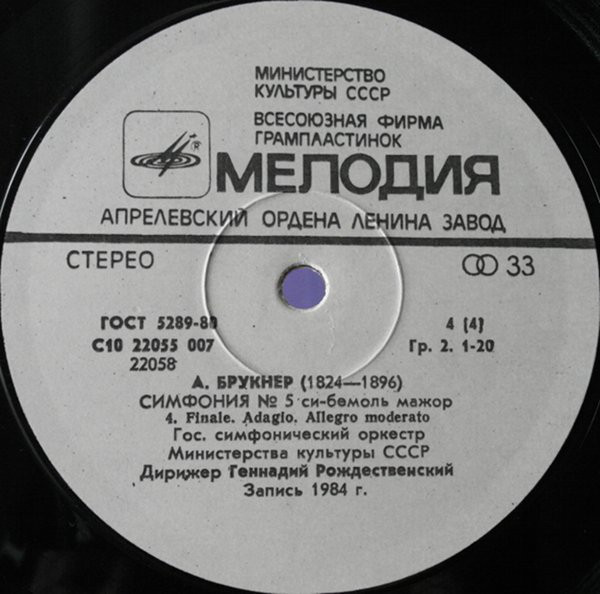 МИНИСТЕРСТВО
КУЛЬТУРЫ СССР
ВСЕСОЮЗНАЯ ФИРМА
ГРАМПЛАСТИНОК
®
МЕЛОДИЯ
АПРЕЛЕВСКИЙ ОРДЕНА ЛЕНИНА ЗАВОД
СТЕРЕО
33
ГОСТ 5289-80
4 (4)
С10 22055 007
Гр. 2. 1-20
22058
А. БРУКНЕР (1824—1896)
СИМФОНИЯ № 5 си-бемоль мажор
4. Finale. Adagio. Allegro moderato
Гос. симфонический оркестр
Министерства культуры СССР
Дирижер Геннадий Рождественский
Запись 1984 г.